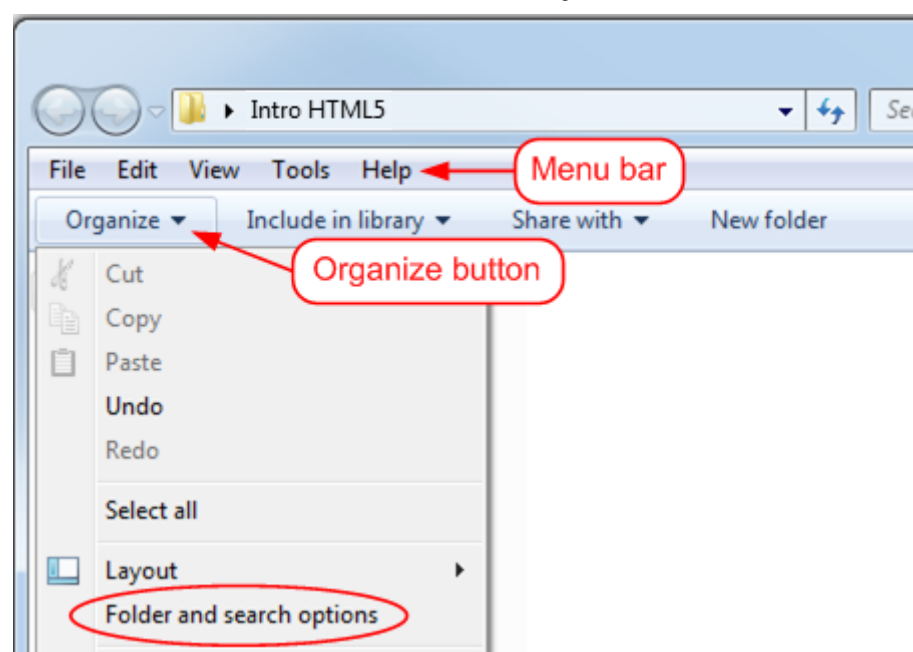 Intro HTML5
File Edit View Tools Help Menu bar
Organize Include in library Share with New folder
Organize button
Cut
Copy
Paste
Undo
Redo
Select all
Layout
Folder and search options